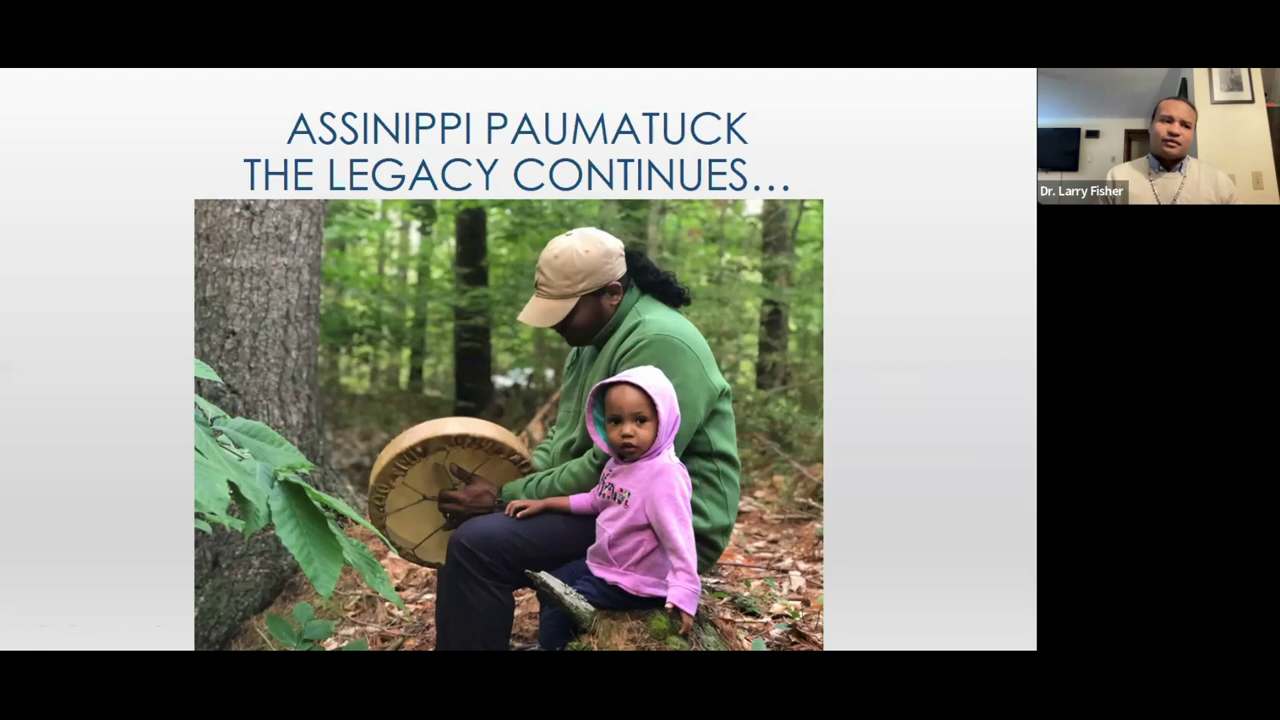 ASSINIPPI PAUMATUCK
THE LEGACY CONTINUES...
Dr. Larry Fisher